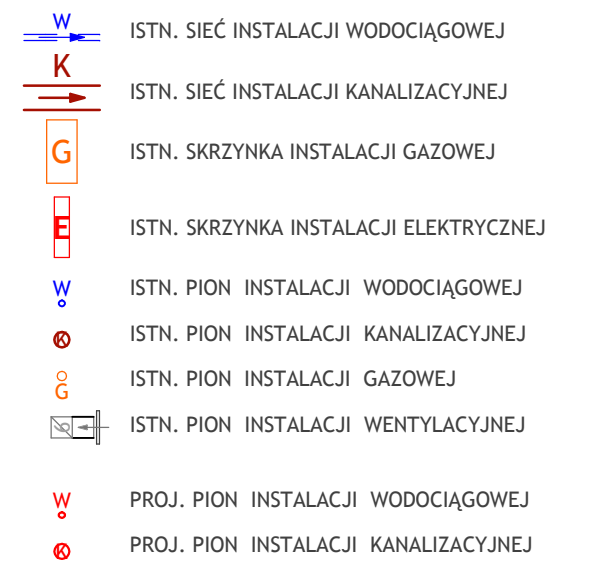 W ISTN. SIEĆ INSTALACJI WODOCIĄGOWEJ
K ISTN. SIEĆ INSTALACJI KANALIZACYJNEJ
G ISTN. SKRZYNKA INSTALACJI GAZOWEJ
E ISTN. SKRZYNKA INSTALACJI ELEKTRYCZNEJ
W ISTN. PION INSTALACJI WODOCIĄGOWEJ
K ISTN. PION INSTALACJI KANALIZACYJNEJ
G ISTN. PION INSTALACJI GAZOWEJ
ISTN. PION INSTALACJI WENTYLACYJNEJ
W PROJ. PION INSTALACJI WODOCIĄGOWEJ
K PROJ. PION INSTALACJI KANALIZACYJNEJ